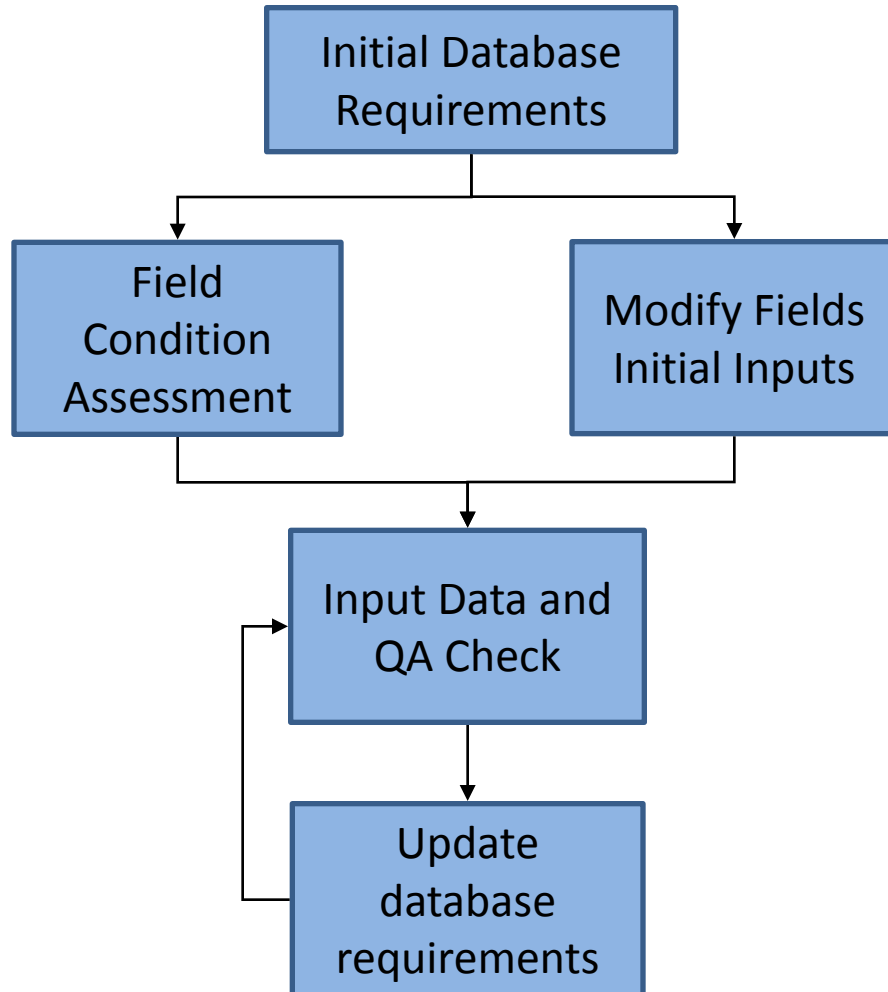 Initial Database
Requirements
Field
Condition
Assessment
Modify Fields
Initial Inputs
Input Data and
QA Check
Update
database
requirements